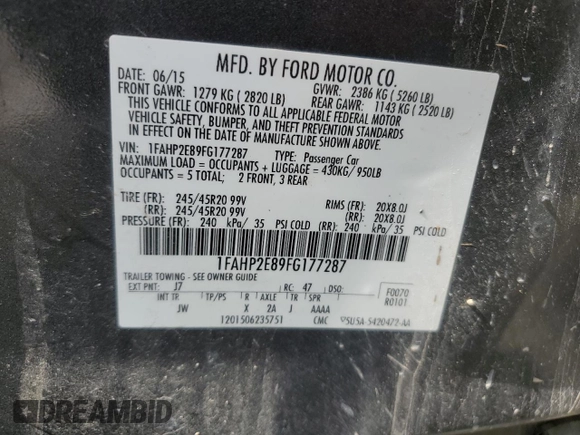 MFD. BY FORD MOTOR CO.
DATE: 06/15
GVWR: 2386 KG ( 5260 LB)
FRONT GAWR: 1279 KG ( 2820 LB)
REAR GAWR: 1143 KG ( 2520 LB)
THIS VEHICLE CONFORMS TO ALL APPLICABLE FEDERAL MOTOR
VEHICLE SAFETY, BUMPER, AND THEFT PREVENTION STANDARDS
IN EFFECT ON THE DATE OF MANUFACTURE SHOWN ABOVE.
VIN: 1FAHP2E89FG177287 TYPE: Passenger Car
MAXIMUM LOAD = OCCUPANTS + LUGGAGE = 430KG/ 950LB
OCCUPANTS = 5 TOTAL; 2 FRONT, 3 REAR
TIRE (FR): 245/45R20 99V RIMS (FR): 20X8.0J
(RR): 245/45R20 99V (RR): 20X8.0J
PRESSURE (FR): 240 kPa/ 35 PSI COLD (RR): 240 kPa/ 35 PSI COLD
1FAHP2E89FG177287
TRAILER TOWING - SEE OWNER GUIDE
EXT PNT: J7 RC: 47 DSO: F0070
INT TR TP/PS R AXLE TR SPR R0101
JW X 2A J AAAA
1201506235751 CMC 5U5A-5420472-AA
DREAMBID